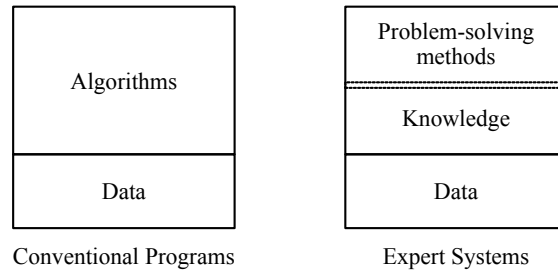 Algorithms
Data
Conventional Programs
Problem-solving
methods
Knowledge
Data
Expert Systems